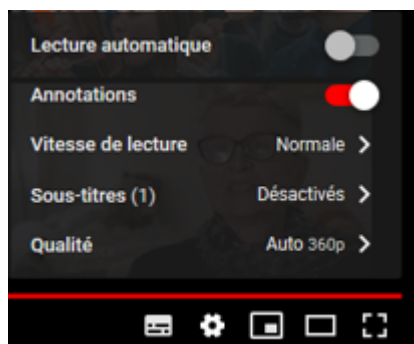 Lecture automatique
Annotations
Vitesse de lecture Normale
Sous-titres (1) Désactivés
Qualité Auto 360p